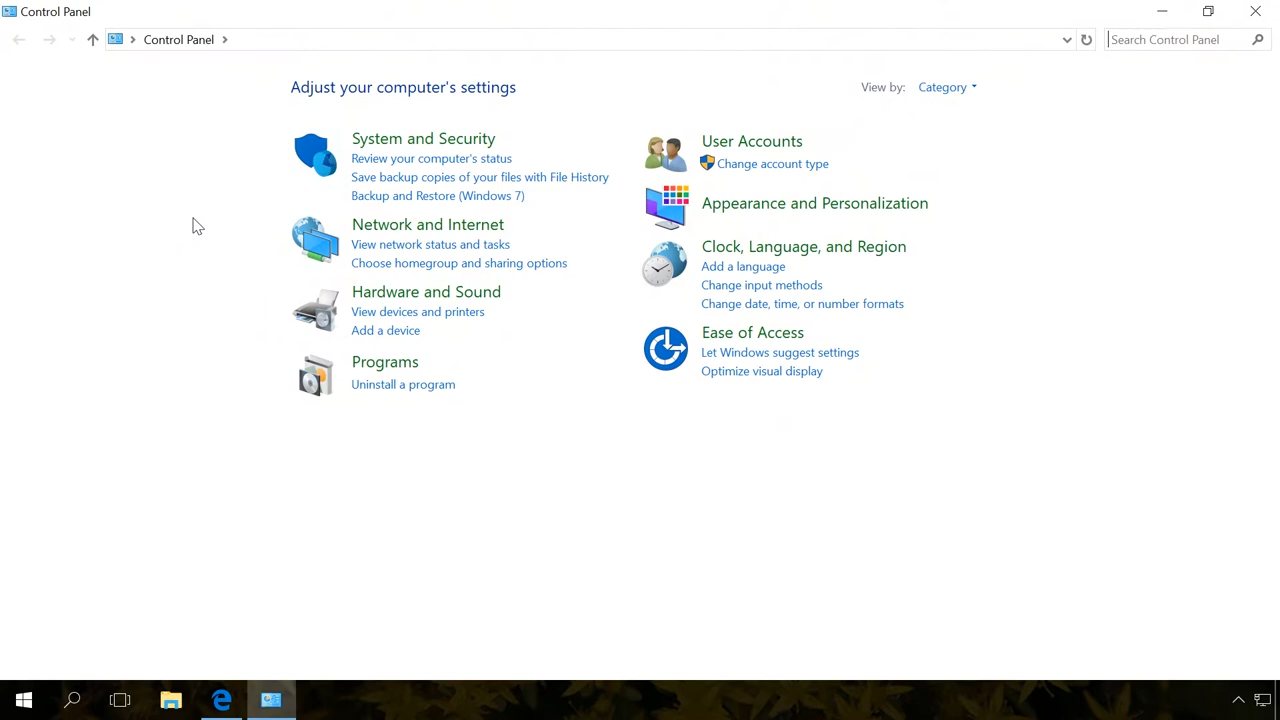 Control Panel
Control Panel
Search Control Panel
Adjust your computer's settings
View by: Category
System and Security
Review your computer's status
Save backup copies of your files with File History
Backup and Restore (Windows 7)
Network and Internet
View network status and tasks
Choose homegroup and sharing options
Hardware and Sound
View devices and printers
Add a device
Programs
Uninstall a program
User Accounts
Change account type
Appearance and Personalization
Clock, Language, and Region
Add a language
Change input methods
Change date, time, or number formats
Ease of Access
Let Windows suggest settings
Optimize visual display